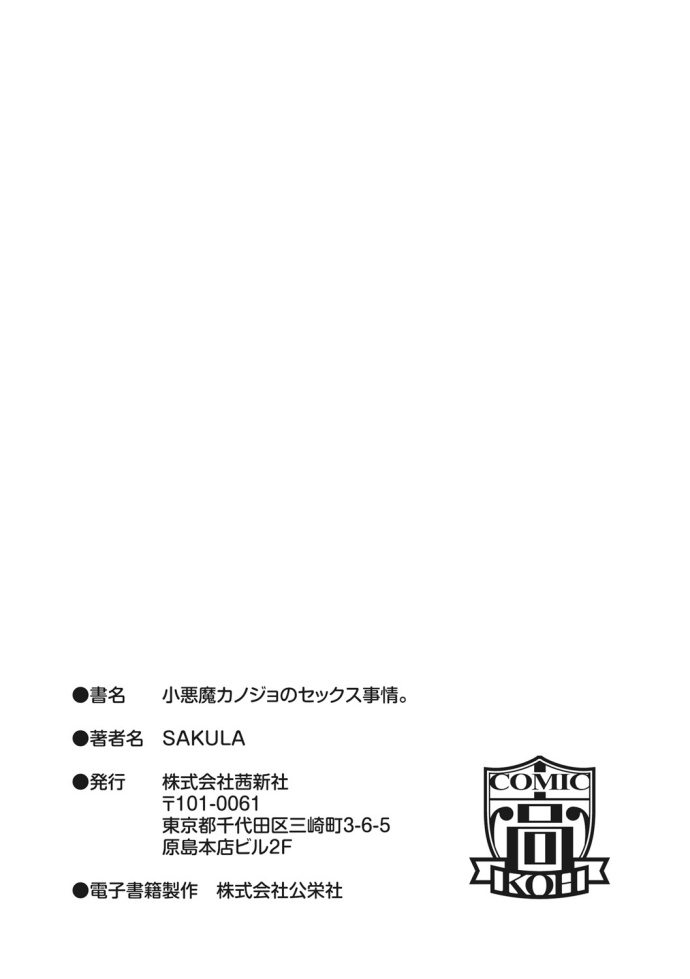 ●書名　小悪魔カノジョのセックス事情。
●著者名　SAKULA
●発行　株式会社茜新社
〒101-0061
東京都千代田区三崎町3-6-5
原島本店ビル2F
●電子書籍製作　株式会社公栄社
COMIC
高
KOH